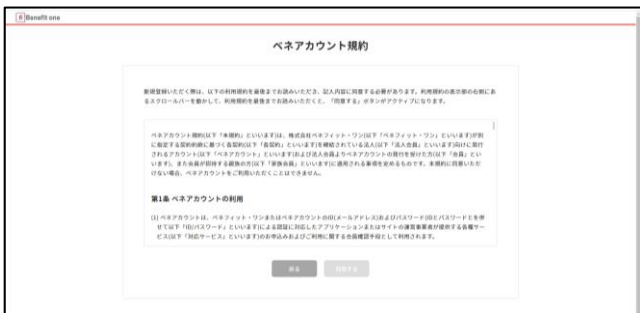 Benefit one
ベネアカウント規約
新規登録いただく際は、以下の利用規約を最後までお読みいただき、記入内容に同意する必要があります。利用規約の表示部の右側にあ
るスクロールバーを動かして、利用規約を最後までお読みいただくと、「同意する」ボタンがアクティブになります。
ベネアカウント規約(以下「本規約」といいます)は、株式会社ベネフィット・ワン(以下「ベネフィット・ワン」といいます)が別
に指定する契約約款に基づく各契約(以下「各契約」といいます)を締結されている法人(以下「法人会員」といいます)向けに発行
されるアカウント(以下「ベネアカウント」といいます)および法人会員よりベネアカウントの発行を受けた方(以下「会員」とい
います)、また会員が招待する親族の方(以下「家族会員」といいます)に適用される事項を定めるものです。本規約に同意いただ
けない場合、ベネアカウントをご利用いただくことはできません。
第1条 ベネアカウントの利用
(1) ベネアカウントは、ベネフィット・ワンまたはベネアカウントのID(メールアドレス)およびパスワード(IDとパスワードとを併
せて以下「ID/パスワード」といいます)による認証に対応したアプリケーションまたはサイトの運営事業者が提供する各種サー
ビス(以下「対応サービス」といいます)のお申込みおよびご利用に関する会員確認手段として利用されます。
戻る
同意する